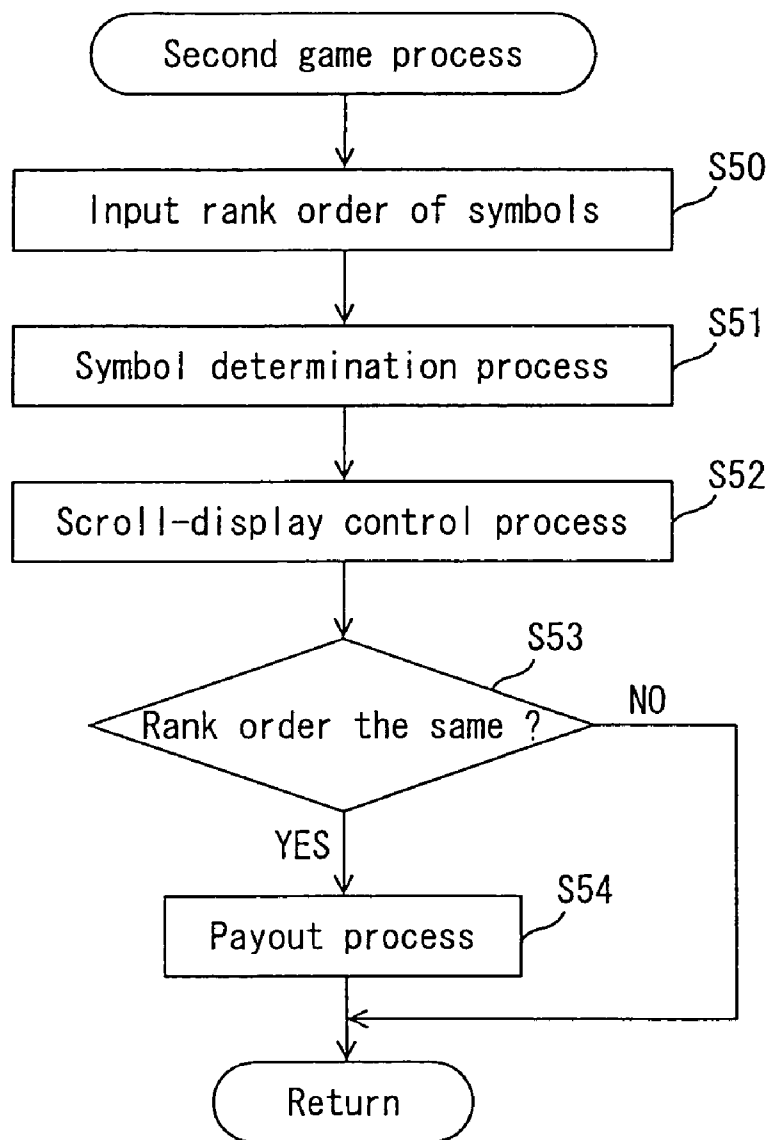 Second game process
S50
Input rank order of symbols
S51
Symbol determination process
S52
Scroll-display control process
S53
Rank order the same ?
NO
YES
S54
Payout process
Return